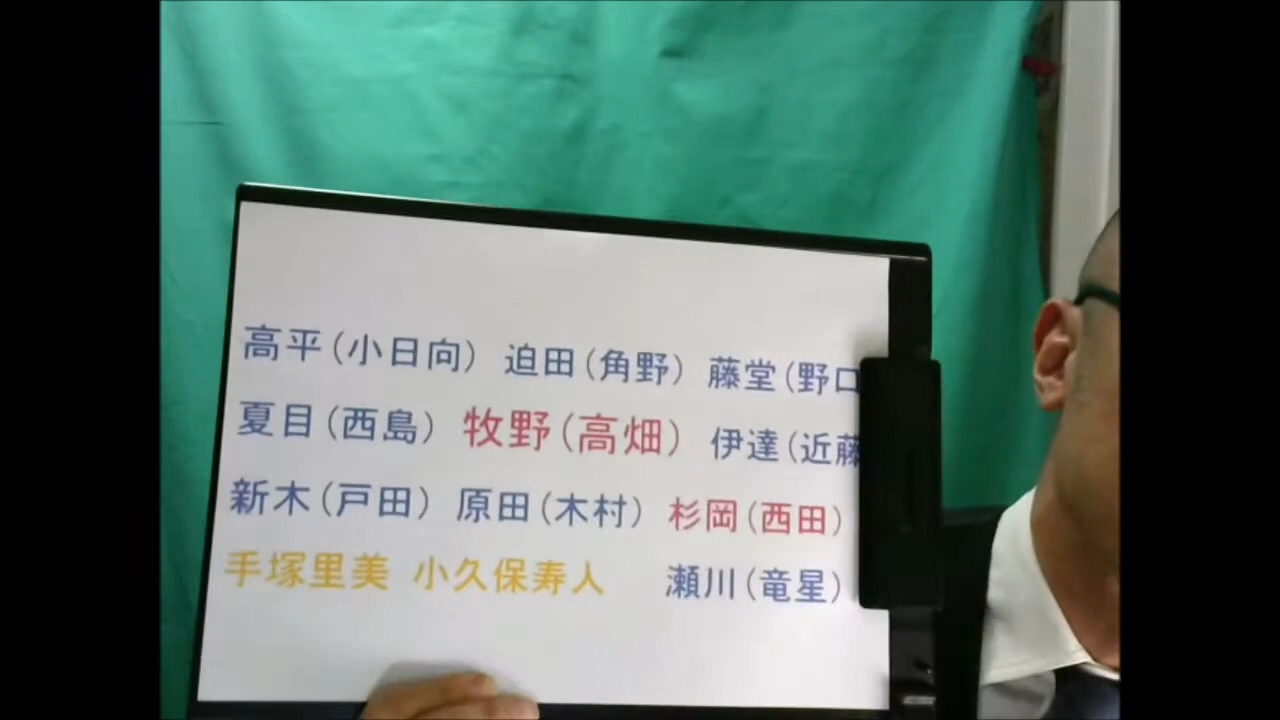 高平(小日向) 迫田(角野) 藤堂(野口
夏目(西島) 牧野(高畑) 伊達(近藤
新木(戸田) 原田(木村) 杉岡(西田)
手塚里美 小久保寿人 瀬川(竜星)